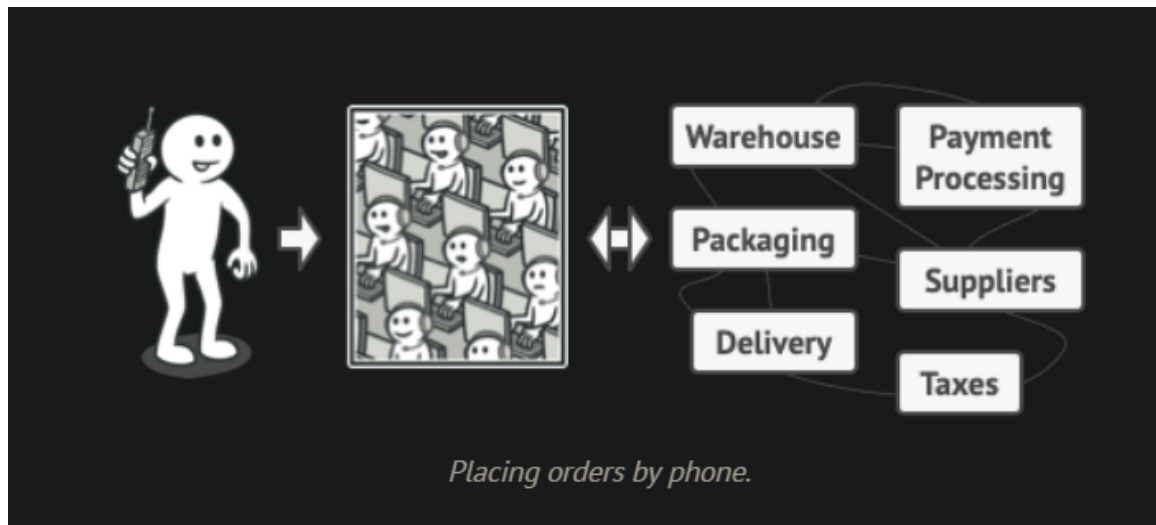 Warehouse
Payment
Processing
Packaging
Suppliers
Delivery
Taxes
Placing orders by phone.